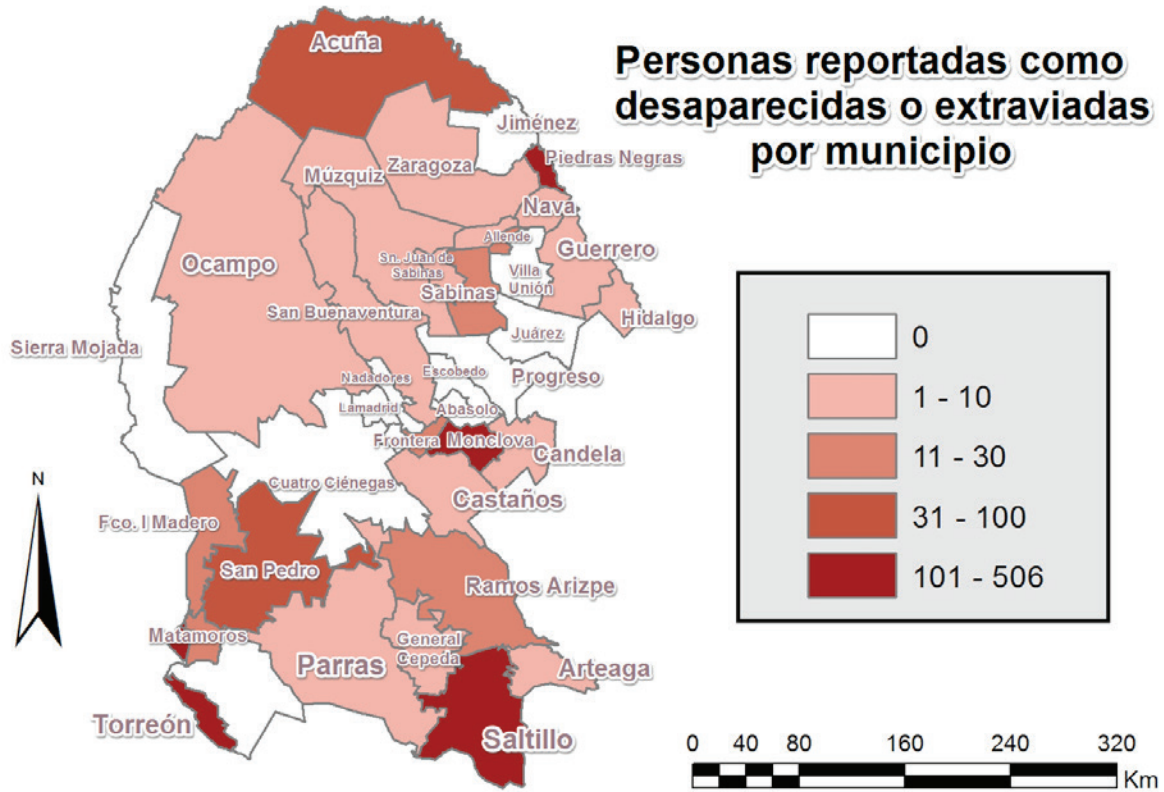 Personas reportadas como
desaparecidas o extraviadas
por municipio
Acuña
Jiménez
Piedras Negras
Zaragoza
Múzquiz
Nava
Allende
Guerrero
Ocampo
Sn. Juan de
Sabinas
Villa
Unión
Sabinas
San Buenaventura
Hidalgo
Juárez
Sierra Mojada
Escobedo
Progreso
Nadadores
Lamadrid
Abasolo
Frontera
Monclova
Candela
Cuatro Ciénegas
Castaños
Fco. I Madero
San Pedro
Ramos Arizpe
Matamoros
General
Cepeda
Parras
Arteaga
Torreón
Saltillo
N
0
1 - 10
11 - 30
31 - 100
101 - 506
0 40 80 160 240 320
Km